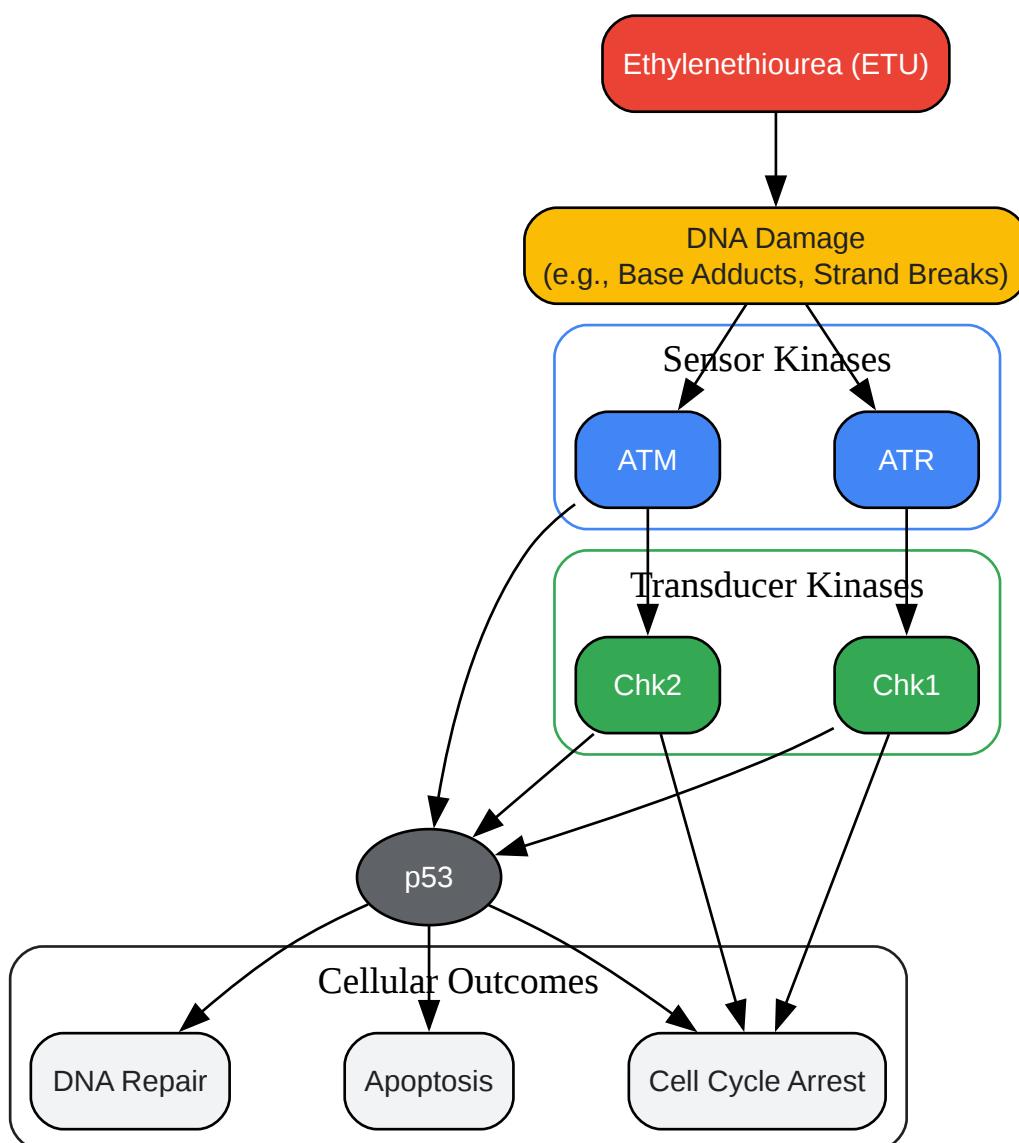 Ethylenethiourea (ETU)
DNA Damage
(e.g., Base Adducts, Strand Breaks)
Sensor Kinases
ATM
ATR
Transducer Kinases
Chk2
Chk1
p53
Cellular Outcomes
DNA Repair
Apoptosis
Cell Cycle Arrest